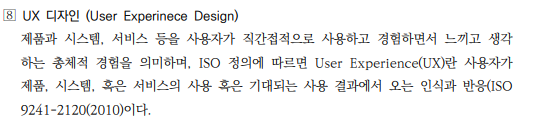 8 UX 디자인 (User Experinece Design)
제품과 시스템, 서비스 등을 사용자가 직간접적으로 사용하고 경험하면서 느끼고 생각
하는 총체적 경험을 의미하며, ISO 정의에 따르면 User Experience(UX)란 사용자가
제품, 시스템, 혹은 서비스의 사용 혹은 기대되는 사용 결과에서 오는 인식과 반응(ISO
9241-2120(2010)이다.